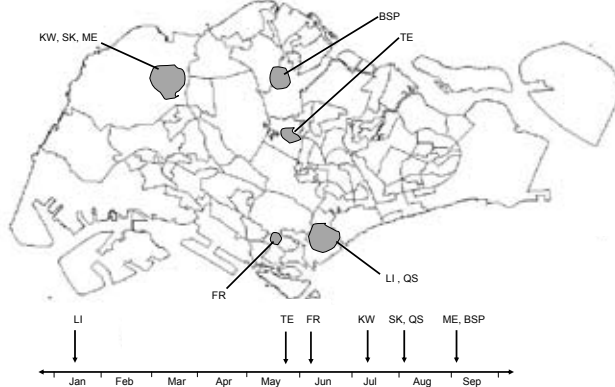 BSP
KW, SK, ME
TE
LI , QS
FR
LI TE FR KW SK, QS ME, BSP
Jan Feb Mar Apr May Jun Jul Aug Sep